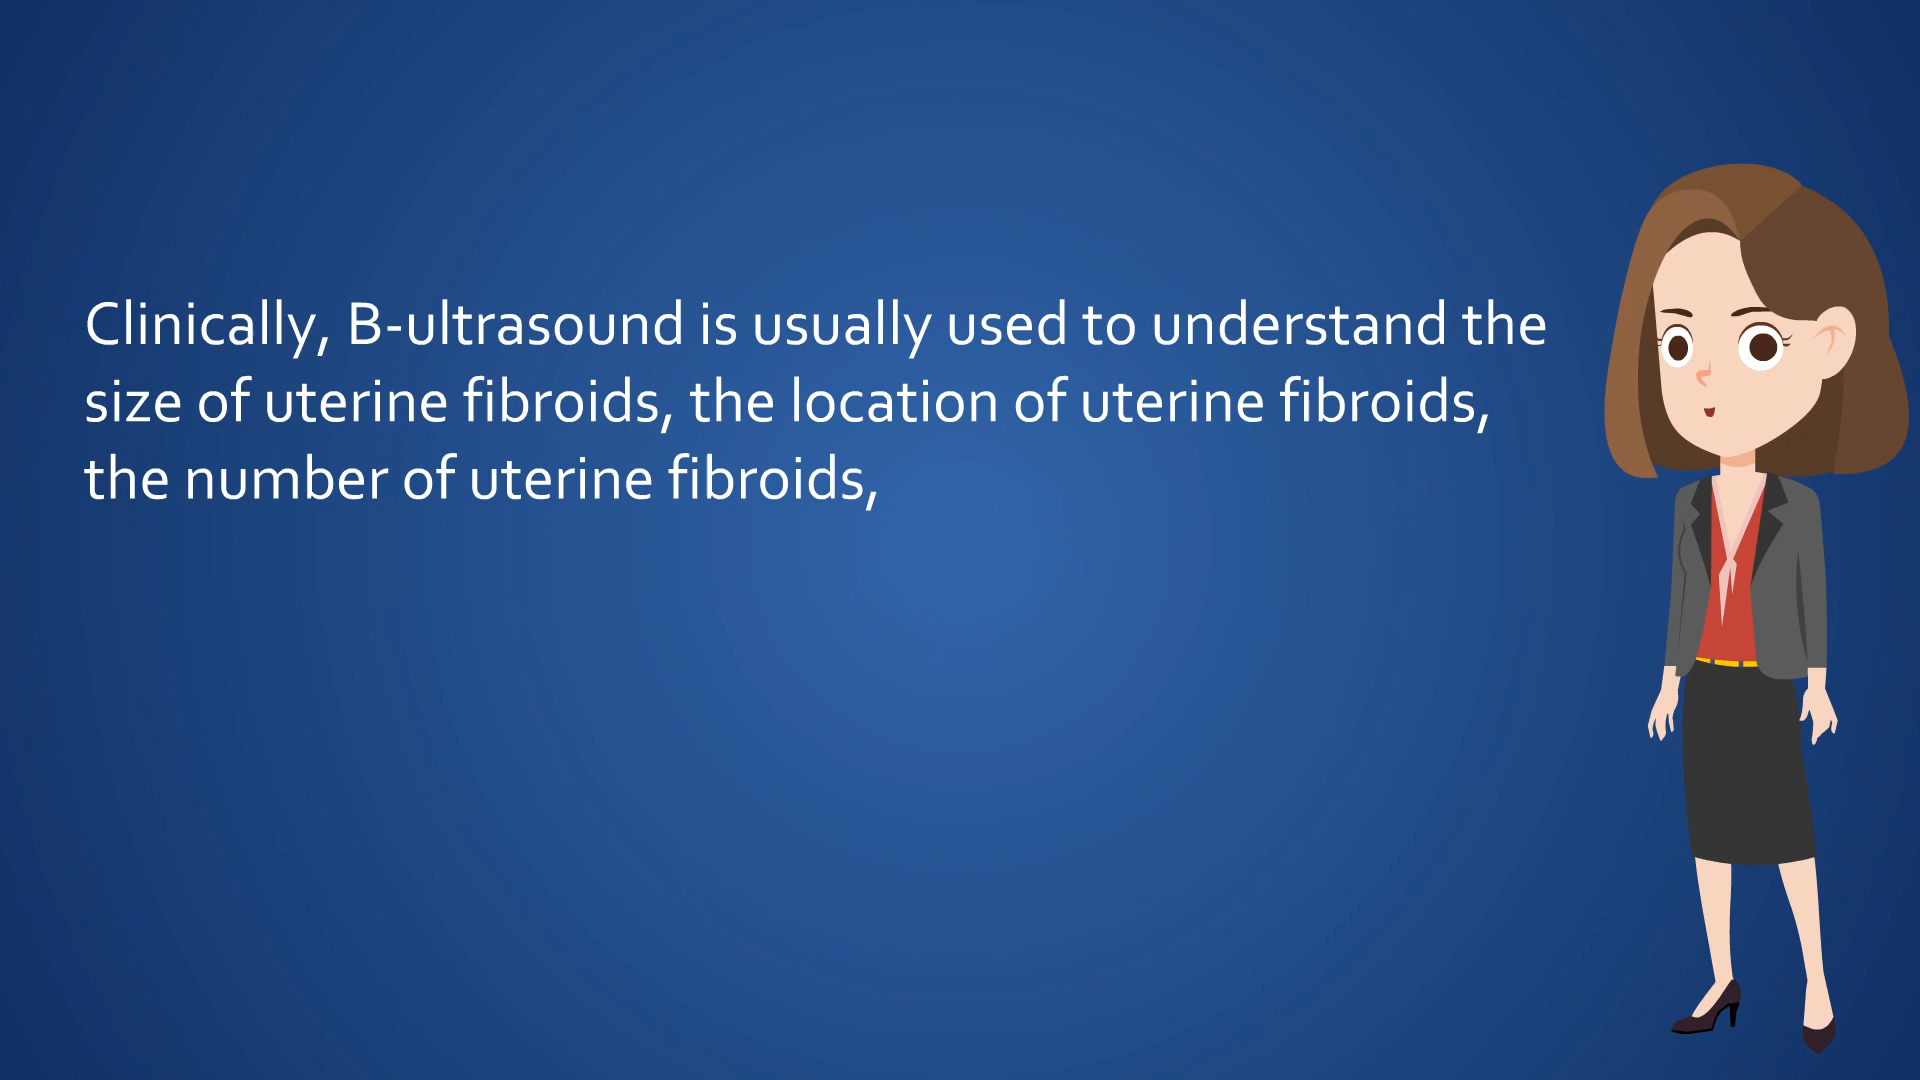 Clinically, B-ultrasound is usually used to understand the
size of uterine fibroids, the location of uterine fibroids,
the number of uterine fibroids,